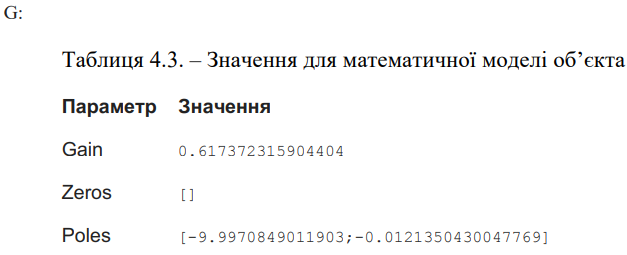 G:
Таблиця 4.3. – Значення для математичної моделі об’єкта
Параметр Значення
Gain 0.617372315904404
Zeros []
Poles [-9.9970849011903;-0.0121350430047769]